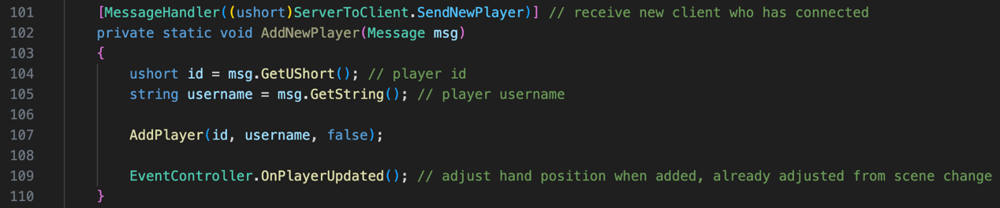 101 [MessageHandler((ushort)ServerToClient.SendNewPlayer)] // receive new client who has connected
102 private static void AddNewPlayer(Message msg)
103 {
104 ushort id = msg.GetUShort(); // player id
105 string username = msg.GetString(); // player username
106
107 AddPlayer(id, username, false);
108
109 EventController.OnPlayerUpdated(); // adjust hand position when added, already adjusted from scene change
110 }